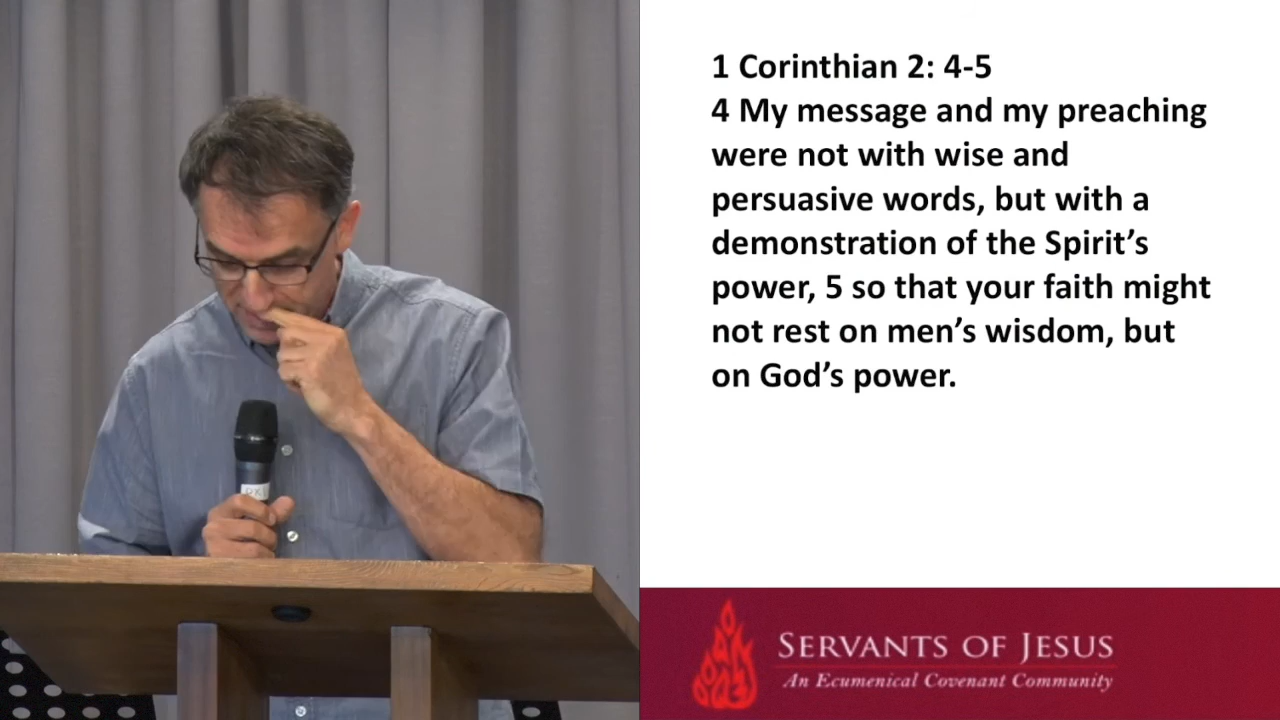 1 Corinthian 2: 4-5
4 My message and my preaching
were not with wise and
persuasive words, but with a
demonstration of the Spirit’s
power, 5 so that your faith might
not rest on men’s wisdom, but
on God’s power.
SERVANTS OF JESUS
An Ecumenical Covenant Community